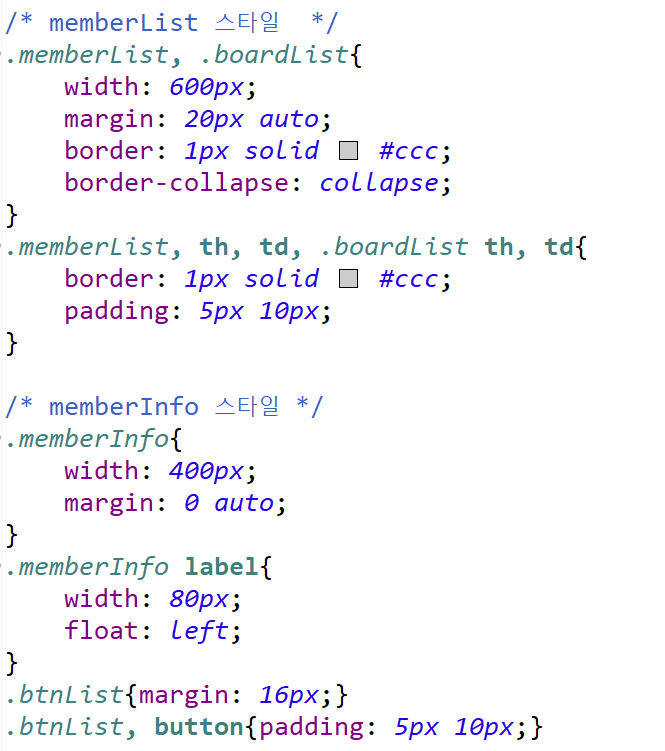 /* memberList 스타일  */
.memberList, .boardList{
    width: 600px;
    margin: 20px auto;
    border: 1px solid #ccc;
    border-collapse: collapse;
}
.memberList, th, td, .boardList th, td{
    border: 1px solid #ccc;
    padding: 5px 10px;
}

/* memberInfo 스타일 */
.memberInfo{
    width: 400px;
    margin: 0 auto;
}
.memberInfo label{
    width: 80px;
    float: left;
}
.btnList{margin: 16px;}
.btnList, button{padding: 5px 10px;}